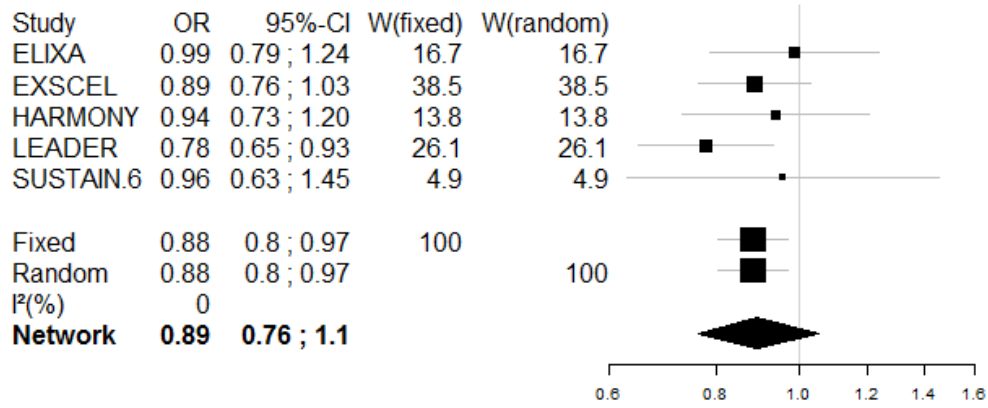 Study OR 95%-CI W(fixed) W(random)
ELIXA 0.99 0.79 ; 1.24 16.7 16.7
EXSCEL 0.89 0.76 ; 1.03 38.5 38.5
HARMONY 0.94 0.73 ; 1.20 13.8 13.8
LEADER 0.78 0.65 ; 0.93 26.1 26.1
SUSTAIN.6 0.96 0.63 ; 1.45 4.9 4.9
Fixed 0.88 0.8 ; 0.97 100
Random 0.88 0.8 ; 0.97 100
I²(%) 0
Network 0.89 0.76 ; 1.1
0.6 0.8 1.0 1.2 1.4 1.6